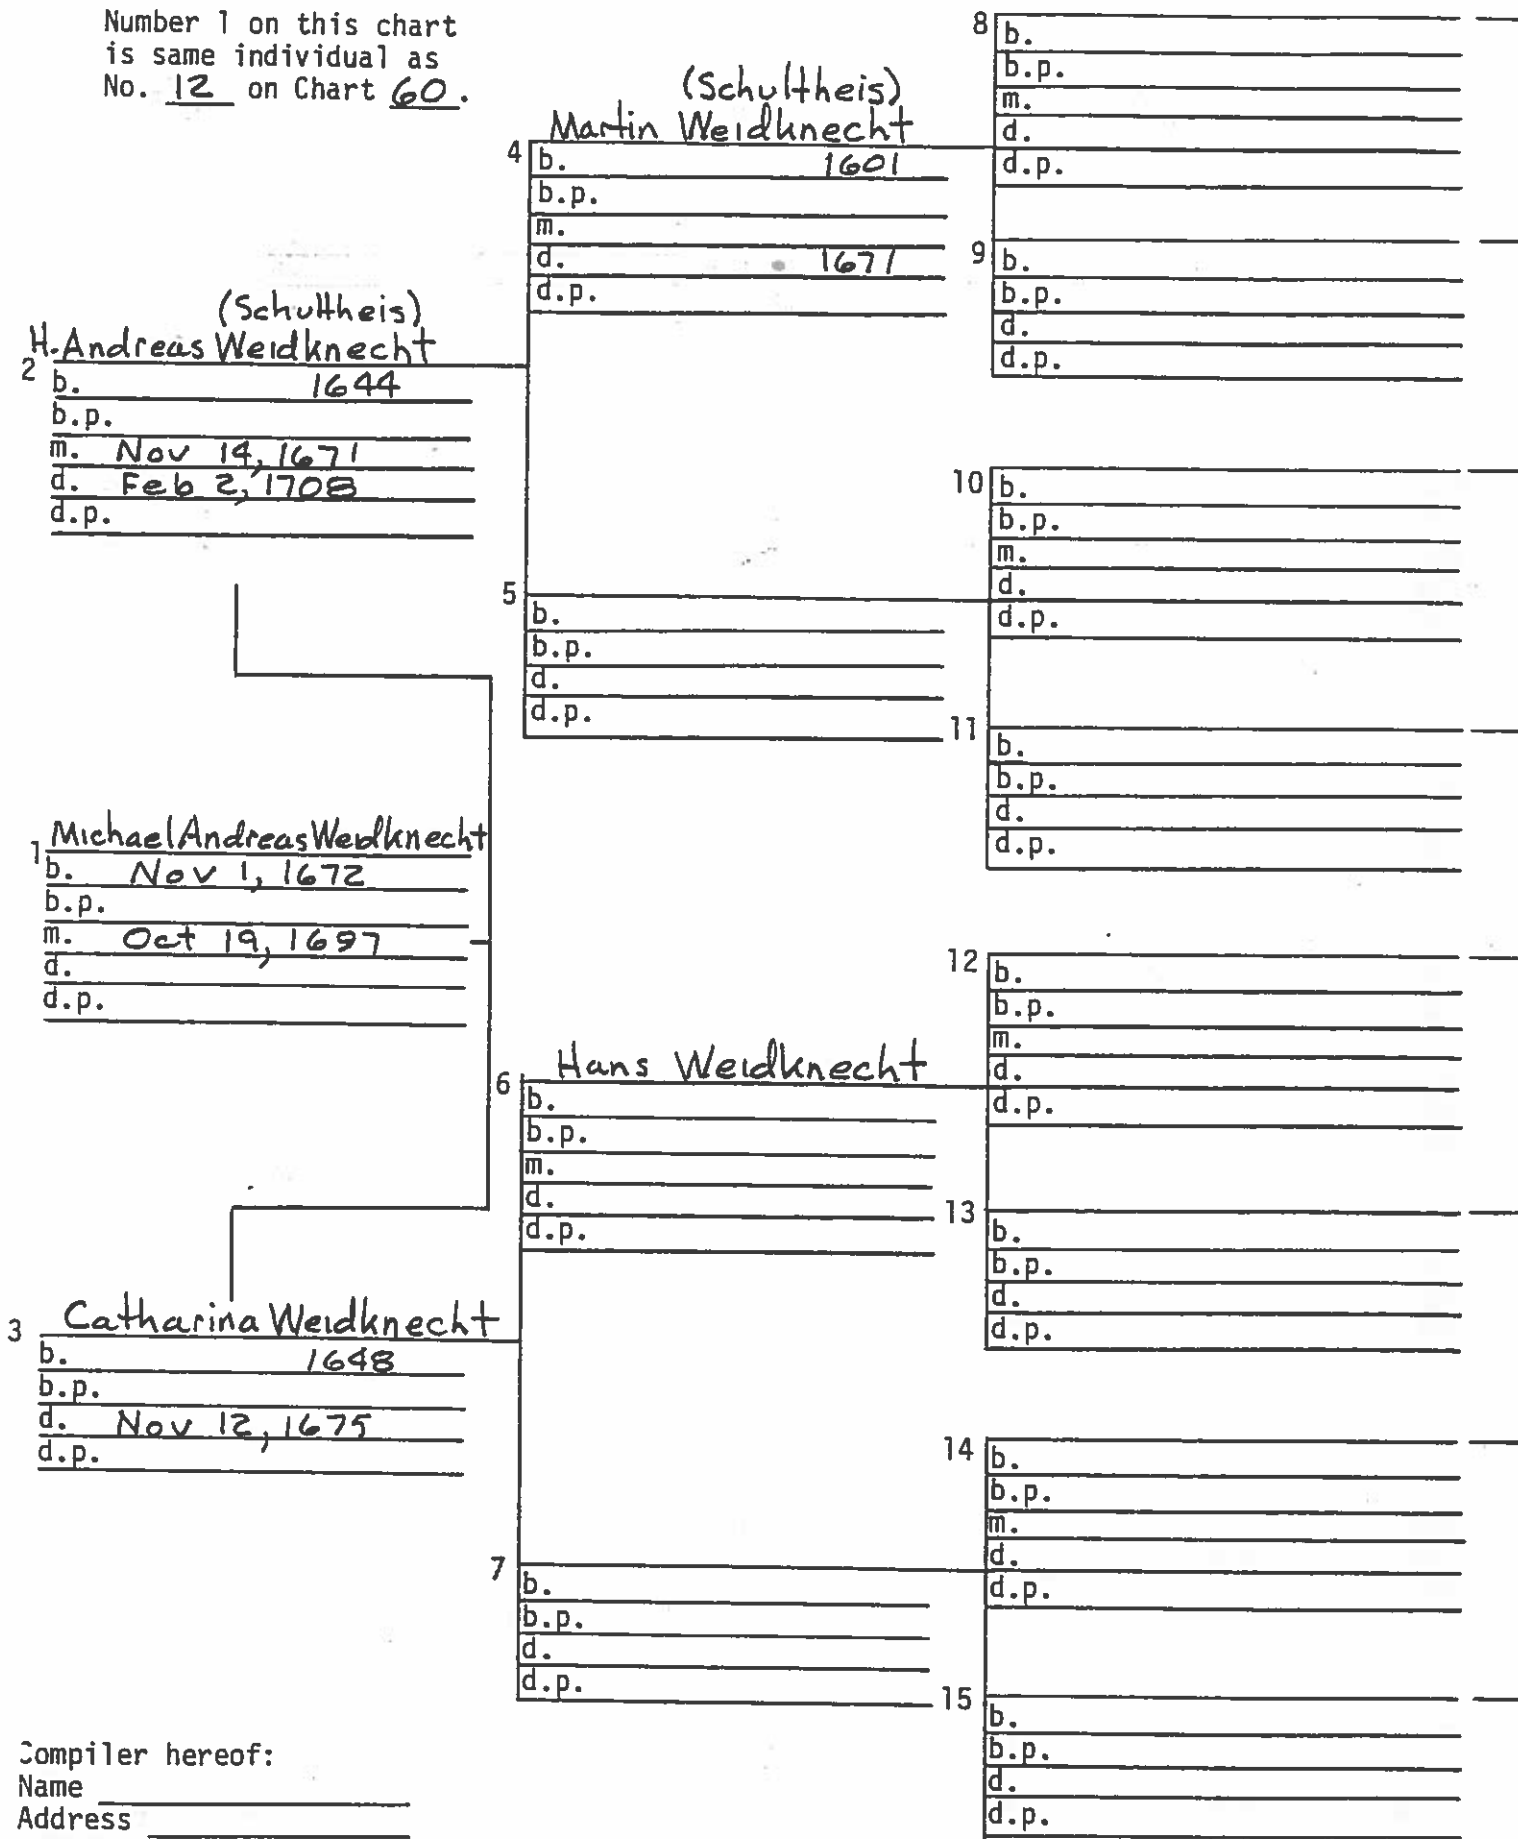 Number 1 on this chart
is same individual as
No. 12 on Chart 60.
(Schultheis)
H. Andreas Weidknecht
2
b. 1644
b.p.
m. Nov 14, 1671
d. Feb 2, 1708
d.p.
Michael Andreas Weidknecht
1
b. Nov 1, 1672
b.p.
m. Oct 19, 1697
d.
d.p.
Catharina Weidknecht
3
b. 1648
b.p.
d. Nov 12, 1675
d.p.
(Schultheis)
Martin Weidknecht
4
b. 1601
b.p.
m.
d. 1671
d.p.
5
b.
b.p.
d.
d.p.
Hans Weidknecht
6
b.
b.p.
m.
d.
d.p.
7
b.
b.p.
d.
d.p.
8
b.
b.p.
m.
d.
d.p.
9
b.
b.p.
d.
d.p.
10
b.
b.p.
m.
d.
d.p.
11
b.
b.p.
d.
d.p.
12
b.
b.p.
m.
d.
d.p.
13
b.
b.p.
d.
d.p.
14
b.
b.p.
m.
d.
d.p.
15
b.
b.p.
d.
d.p.
Compiler hereof:
Name
Address